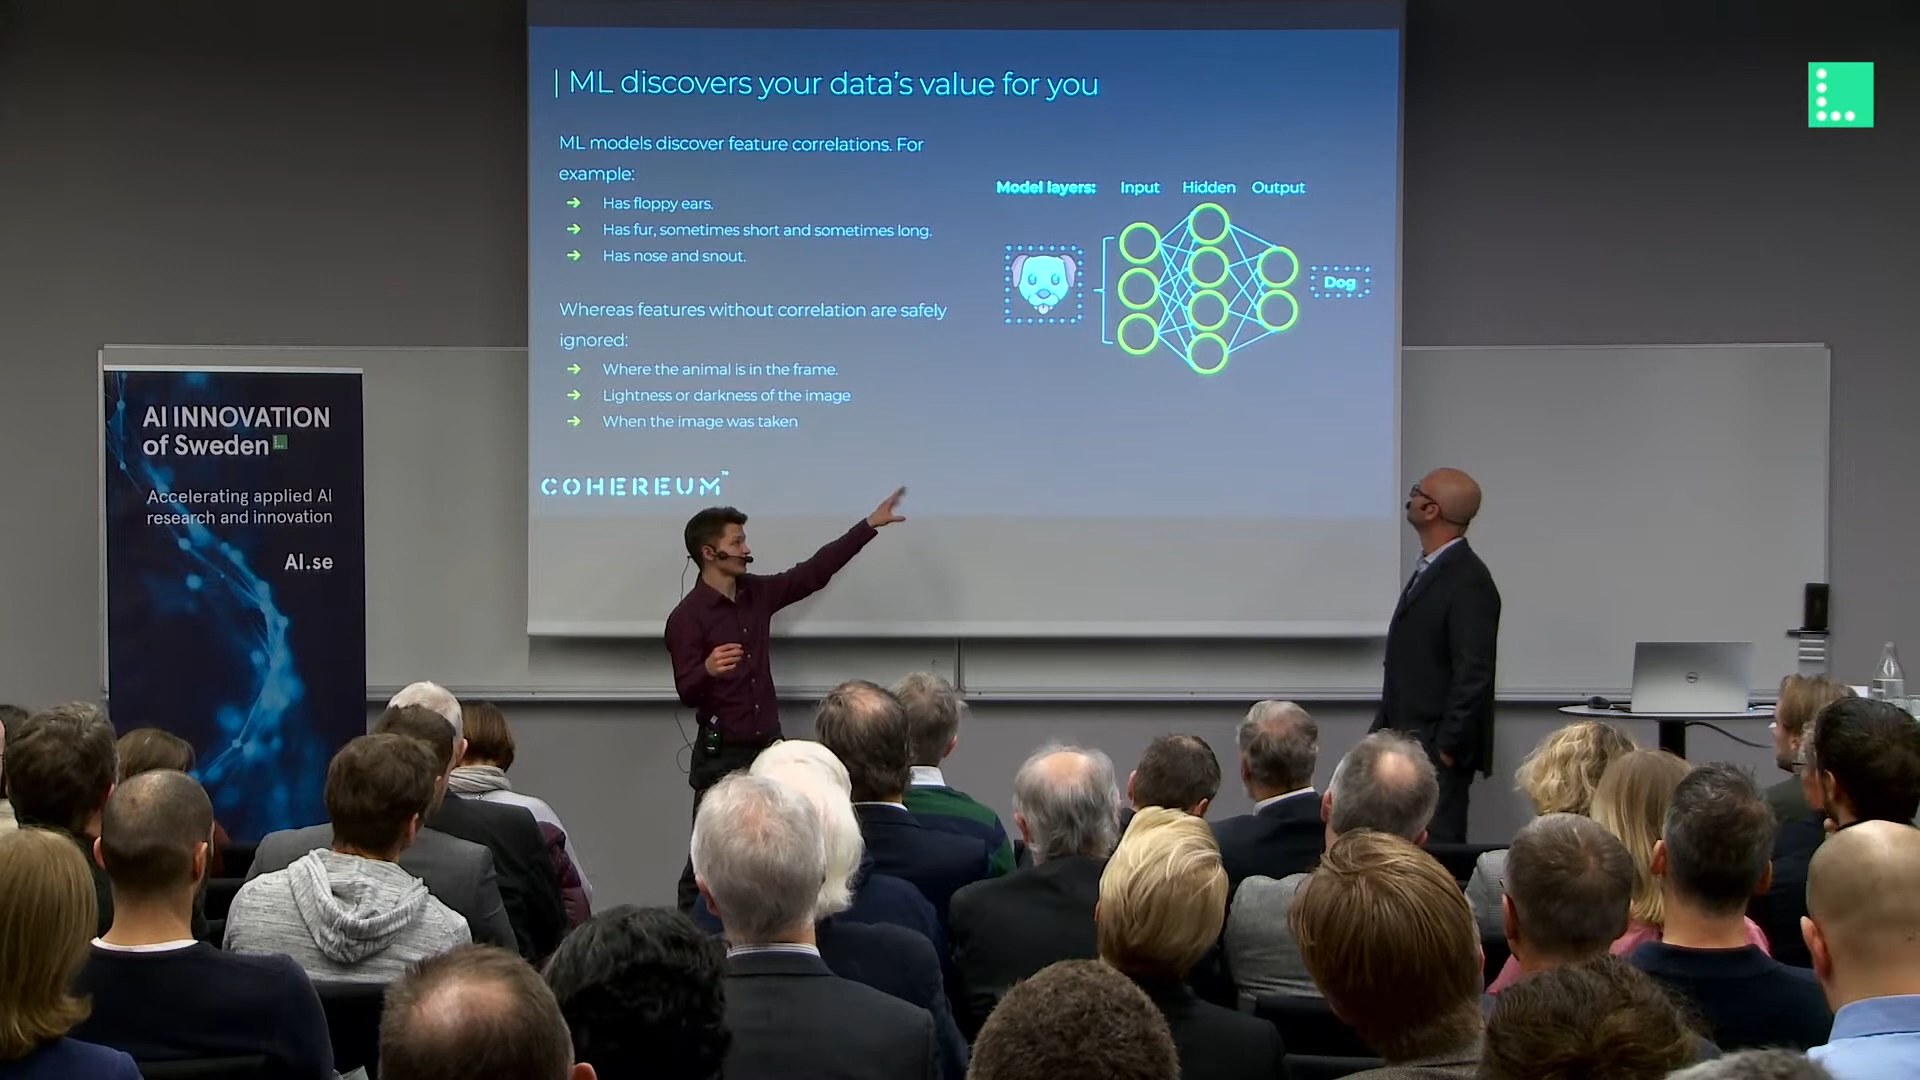 | ML discovers your data's value for you
ML models discover feature correlations. For
example:
➔ Has floppy ears.
➔ Has fur, sometimes short and sometimes long.
➔ Has nose and snout.
Whereas features without correlation are safely
ignored:
➔ Where the animal is in the frame.
➔ Lightness or darkness of the image
➔ When the image was taken
Model layers: Input Hidden Output
Dog
COHEREUM™
AI INNOVATION
of Sweden
Accelerating applied AI
research and innovation
AI.se
DELL